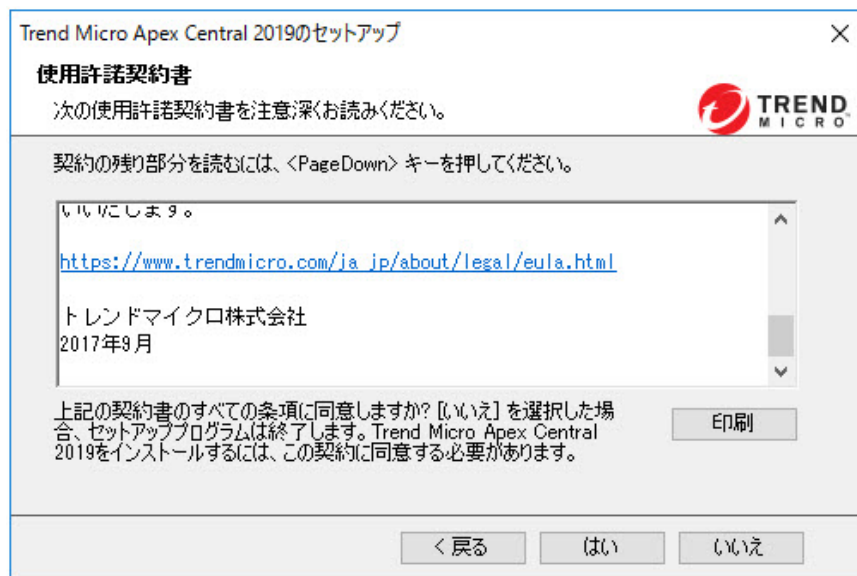 Trend Micro Apex Central 2019のセットアップ
使用許諾契約書
次の使用許諾契約書を注意深くお読みください。
TREND
MICRO
契約の残り部分を読むには、<PageDown> キーを押してください。
いいたします。
https://www.trendmicro.com/ja_jp/about/legal/eula.html
トレンドマイクロ株式会社
2017年9月
上記の契約書のすべての条項に同意しますか? [いいえ] を選択した場
合、セットアッププログラムは終了します。Trend Micro Apex Central
2019をインストールするには、この契約に同意する必要があります。
印刷
< 戻る
はい
いいえ